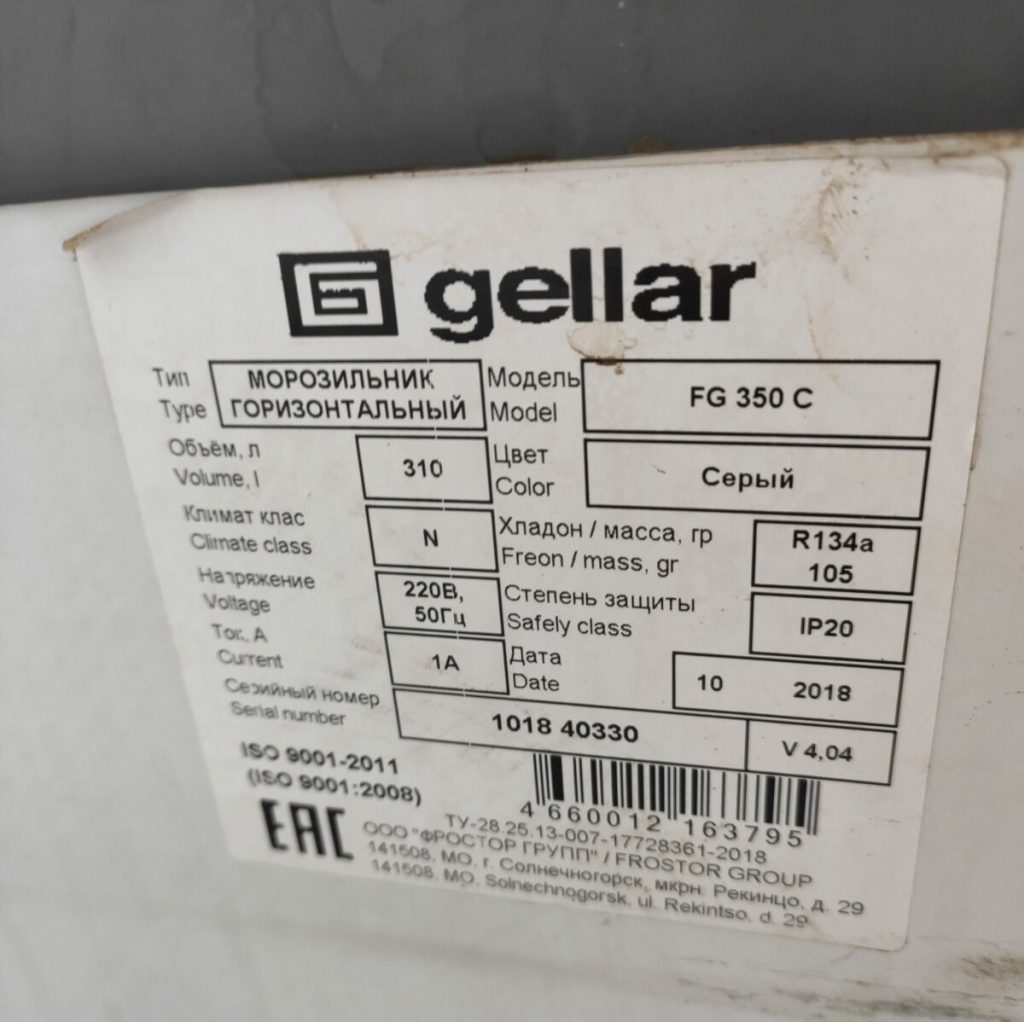 gellar
Тип
Type
МОРОЗИЛЬНИК
ГОРИЗОНТАЛЬНЫЙ
Модель
Model
FG 350 C
Объём, л
Volume, l
310
Цвет
Color
Серый
Климат клас
Climate class
N
Хладон / масса, гр
Freon / mass, gr
R134a
105
Напряжение
Voltage
220В,
50Гц
Степень защиты
Safely class
IP20
Ток, А
Current
1А
Дата
Date
10 2018
Серийный номер
Serial number
1018 40330
V 4,04
ISO 9001-2011
(ISO 9001:2008)
4 660012 163795
EAC
ТУ-28.25.13-007-17728361-2018
ООО "ФРОСТОР ГРУПП" / FROSTOR GROUP
141508, МО, г. Солнечногорск, мкрн. Рекинцо, д. 29
141508, MO, Solnechnogorsk, ul. Rekintso, d. 29